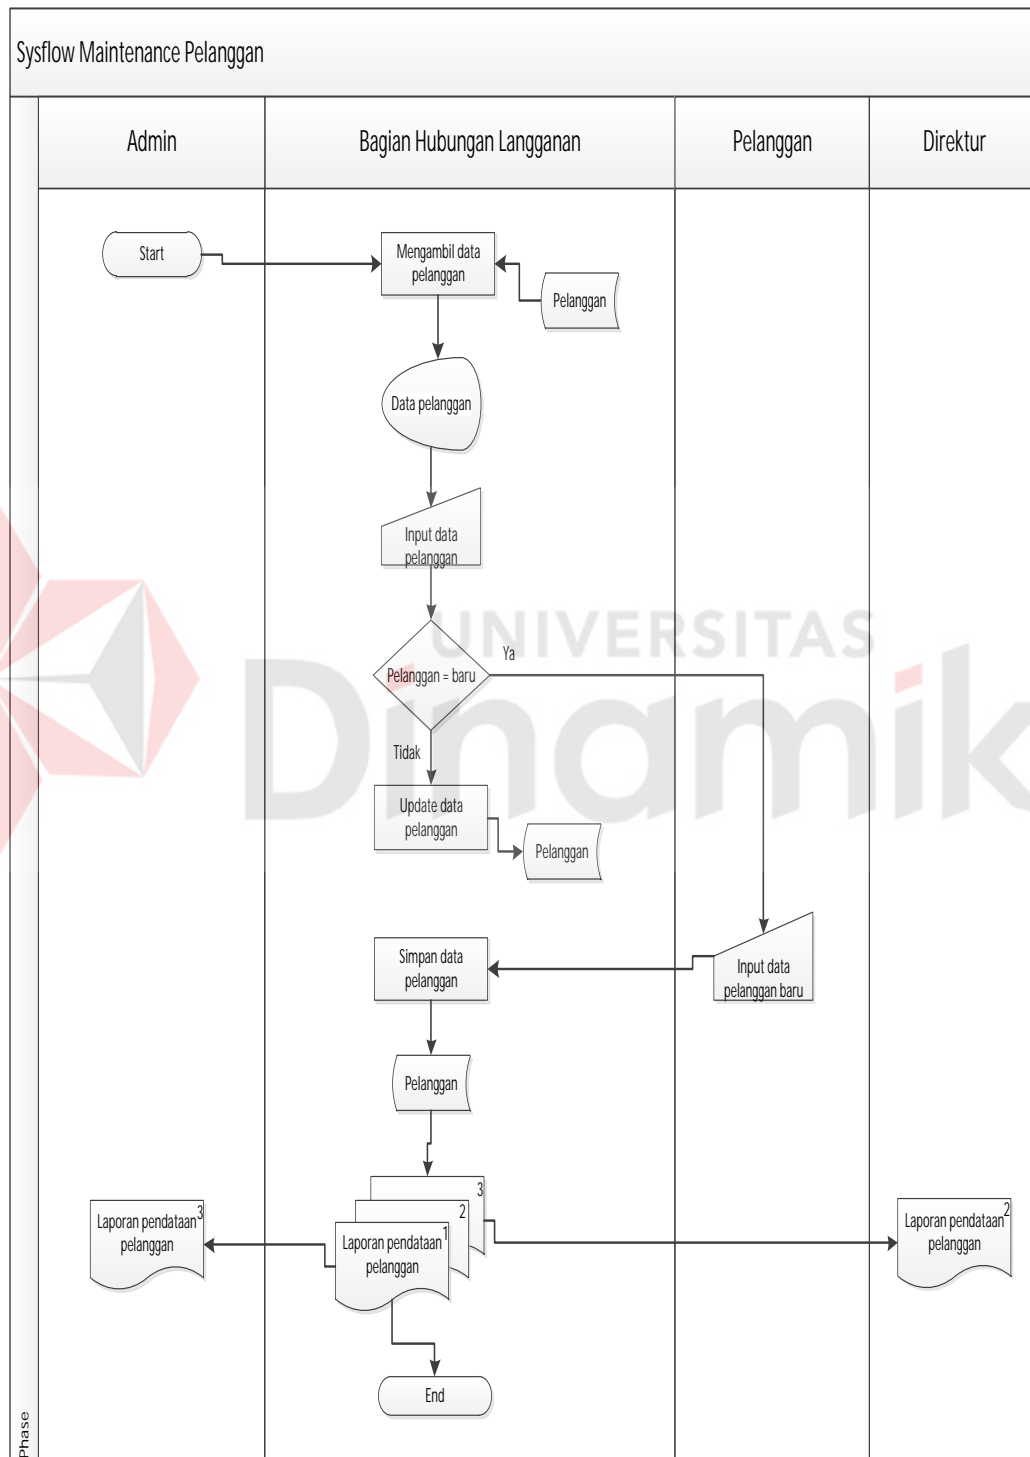 Sysflow Maintenance Pelanggan
Admin
Bagian Hubungan Langganan
Pelanggan
Direktur
Start
Mengambil data
pelanggan
Pelanggan
Data pelanggan
Input data
pelanggan
UNIVERSITAS
Dinamik
Pelanggan = baru
Ya
Tidak
Update data
pelanggan
Pelanggan
Simpan data
pelanggan
Input data
pelanggan baru
Pelanggan
3
2
Laporan pendataan 1
pelanggan
Laporan pendataan 3
pelanggan
Laporan pendataan 2
pelanggan
End
Phase